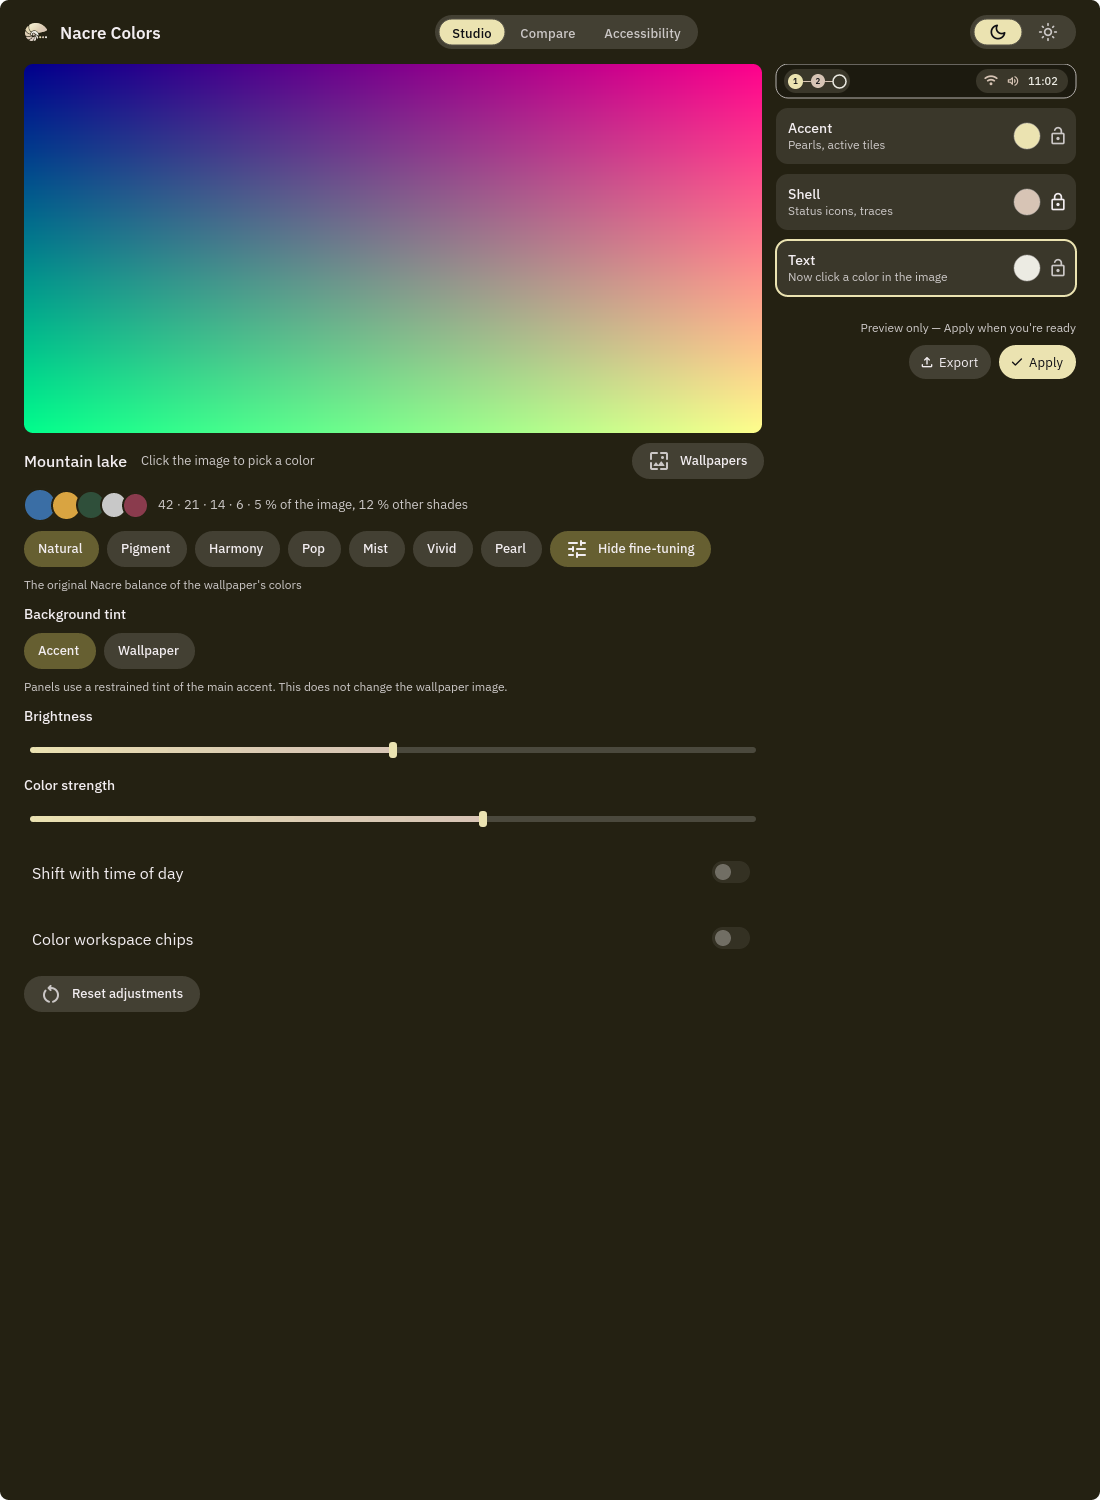 Nacre Colors
Studio
Compare
Accessibility
1
2
11:02
Accent
Pearls, active tiles
Shell
Status icons, traces
Text
Now click a color in the image
Preview only — Apply when you're ready
Export
Apply
Mountain lake
Click the image to pick a color
Wallpapers
42 · 21 · 14 · 6 · 5 % of the image, 12 % other shades
Natural
Pigment
Harmony
Pop
Mist
Vivid
Pearl
Hide fine-tuning
The original Nacre balance of the wallpaper's colors
Background tint
Accent
Wallpaper
Panels use a restrained tint of the main accent. This does not change the wallpaper image.
Brightness
Color strength
Shift with time of day
Color workspace chips
Reset adjustments